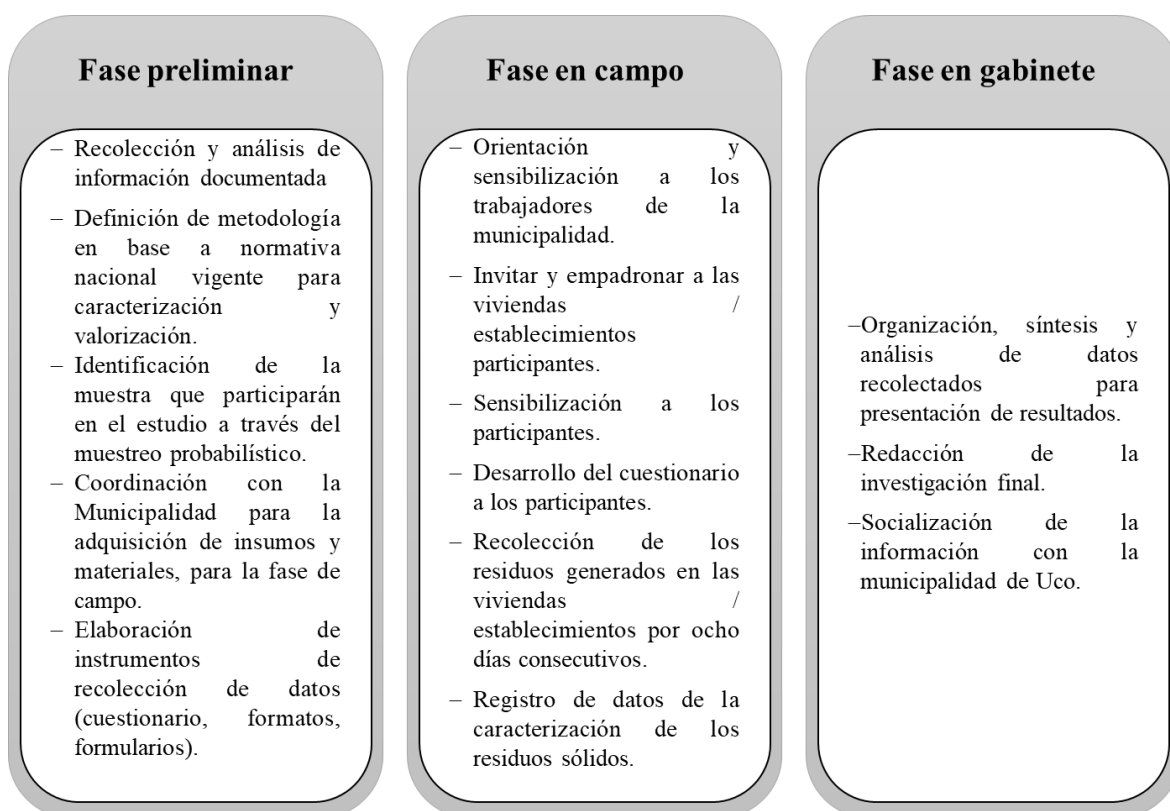 Fase preliminar
– Recolección y análisis de
información documentada
– Definición de metodología
en base a normativa
nacional vigente para
caracterización y
valorización.
– Identificación de la
muestra que participarán
en el estudio a través del
muestreo probabilístico.
– Coordinación con la
Municipalidad para la
adquisición de insumos y
materiales, para la fase de
campo.
– Elaboración de
instrumentos de
recolección de datos
(cuestionario, formatos,
formularios).
Fase en campo
– Orientación y
sensibilización a los
trabajadores de la
municipalidad.
– Invitar y empadronar a las
viviendas /
establecimientos
participantes.
– Sensibilización a los
participantes.
– Desarrollo del cuestionario
a los participantes.
– Recolección de los
residuos generados en las
viviendas /
establecimientos por ocho
días consecutivos.
– Registro de datos de la
caracterización de los
residuos sólidos.
Fase en gabinete
–Organización, síntesis y
análisis de datos
recolectados para
presentación de resultados.
–Redacción de la
investigación final.
–Socialización de la
información con la
municipalidad de Uco.